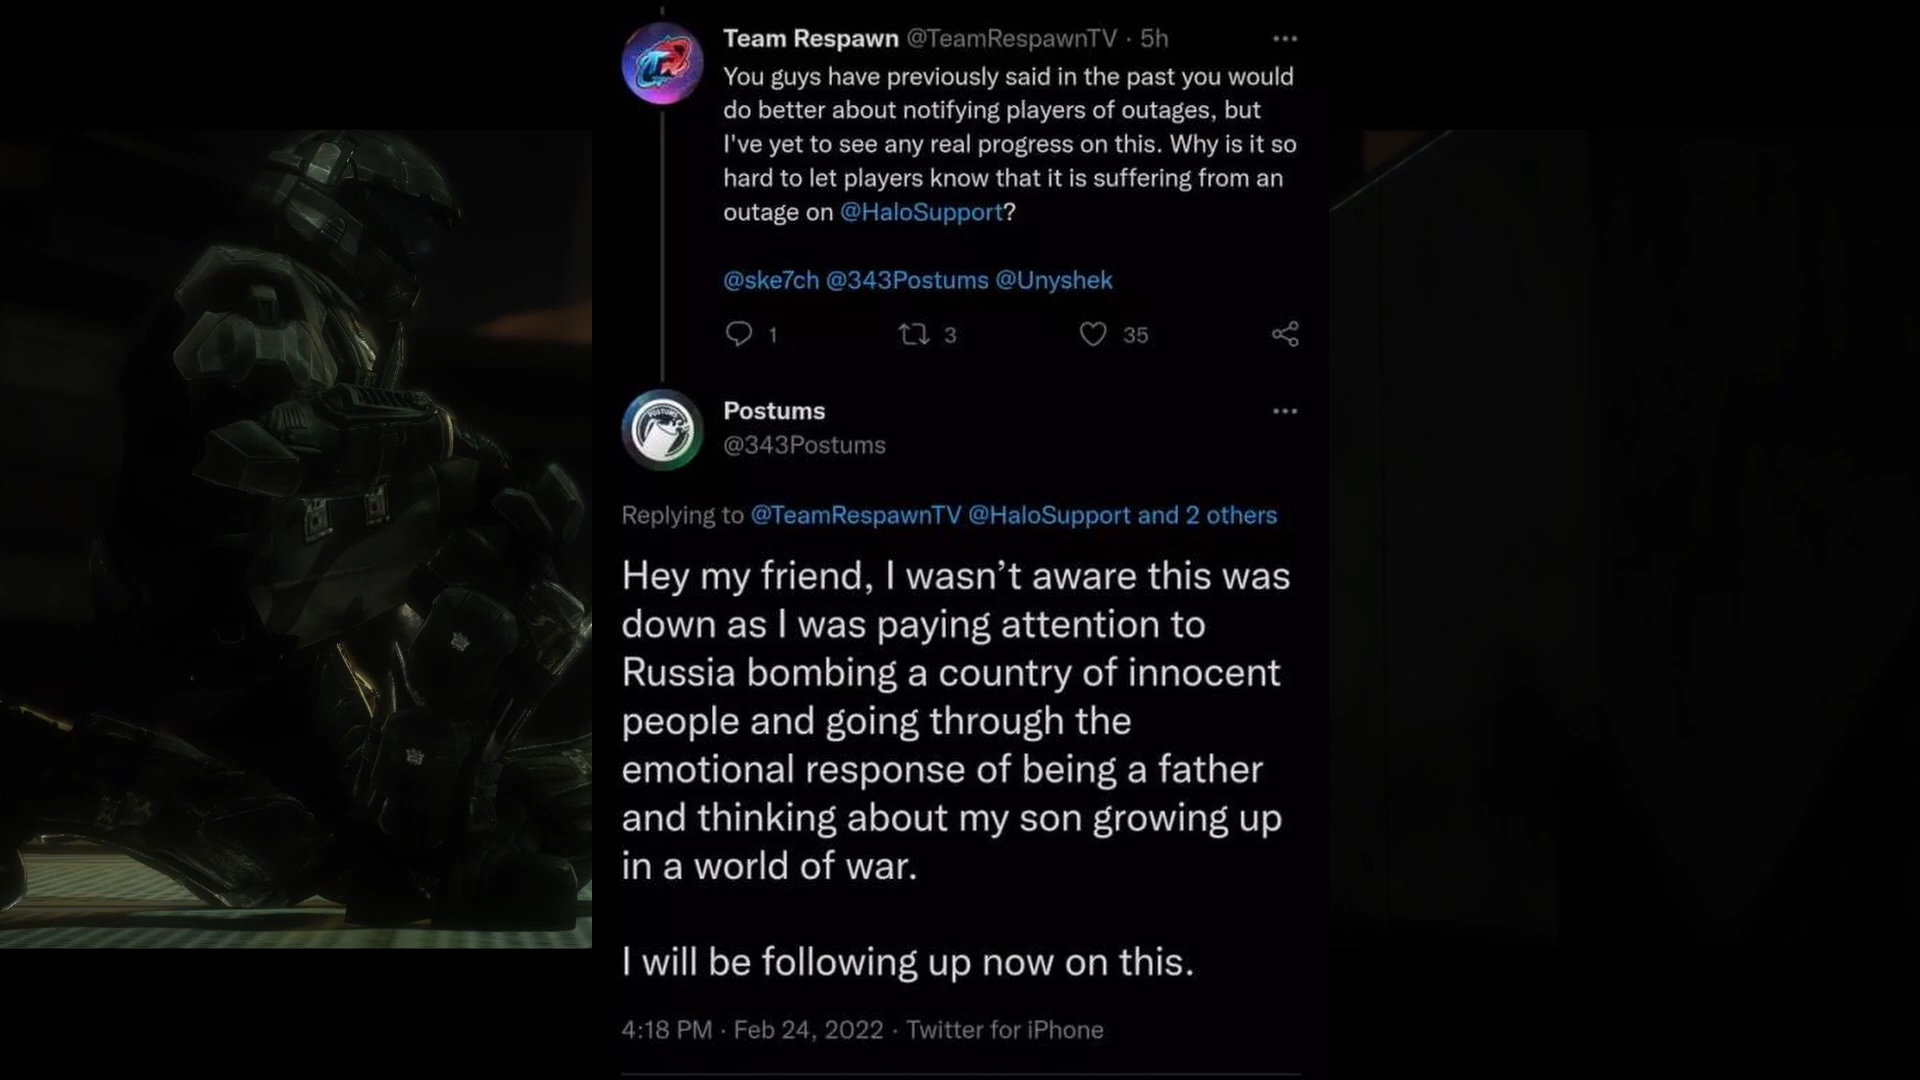 Team Respawn @TeamRespawnTV · 5h
You guys have previously said in the past you would
do better about notifying players of outages, but
I've yet to see any real progress on this. Why is it so
hard to let players know that it is suffering from an
outage on @HaloSupport?
@ske7ch @343Postums @Unyshek
1 3 35
Postums
@343Postums
Replying to @TeamRespawnTV @HaloSupport and 2 others
Hey my friend, I wasn’t aware this was
down as I was paying attention to
Russia bombing a country of innocent
people and going through the
emotional response of being a father
and thinking about my son growing up
in a world of war.
I will be following up now on this.
4:18 PM · Feb 24, 2022 · Twitter for iPhone